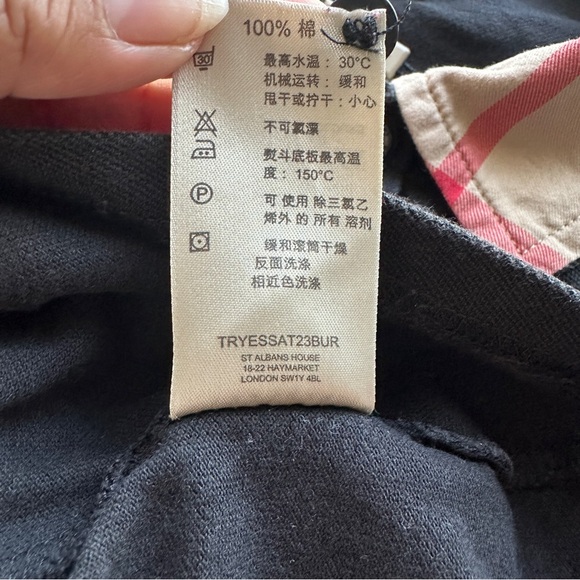 100% 棉
30
最高水温：30°C
机械运转：缓和
甩干或拧干：小心
不可氯漂
熨斗底板最高温
度：150°C
P
可 使用 除三氯乙
烯外的 所有 溶剂
缓和滚筒干燥
反面洗涤
相近色洗涤
TRYESSAT23BUR
ST ALBANS HOUSE
18-22 HAYMARKET
LONDON SW1Y 4BL